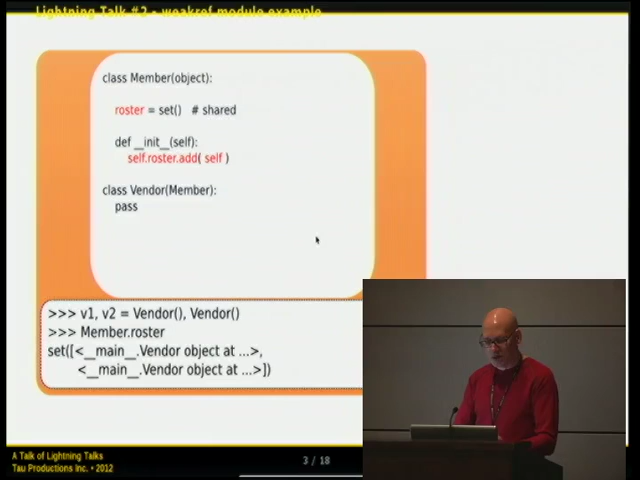 Lightning Talk #2 - weakref module example
class Member(object):
roster = set() # shared
def __init__(self):
self.roster.add( self )
class Vendor(Member):
pass
>>> v1, v2 = Vendor(), Vendor()
>>> Member.roster
set([<__main__.Vendor object at ...>,
<__main__.Vendor object at ...>])
A Talk of Lightning Talks
Tau Productions Inc. • 2012
3 / 18